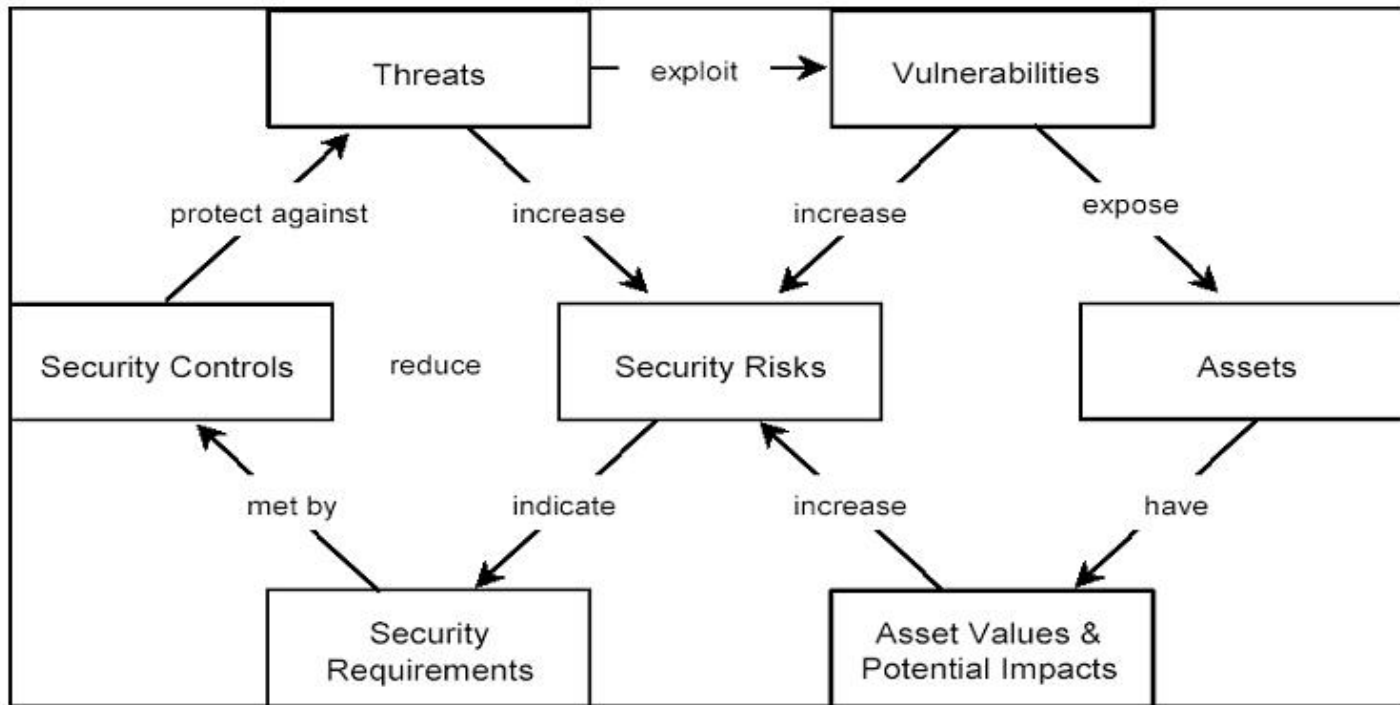 Threats
exploit
Vulnerabilities
protect against
increase
increase
expose
Security Controls
reduce
Security Risks
Assets
met by
indicate
increase
have
Security
Requirements
Asset Values &
Potential Impacts